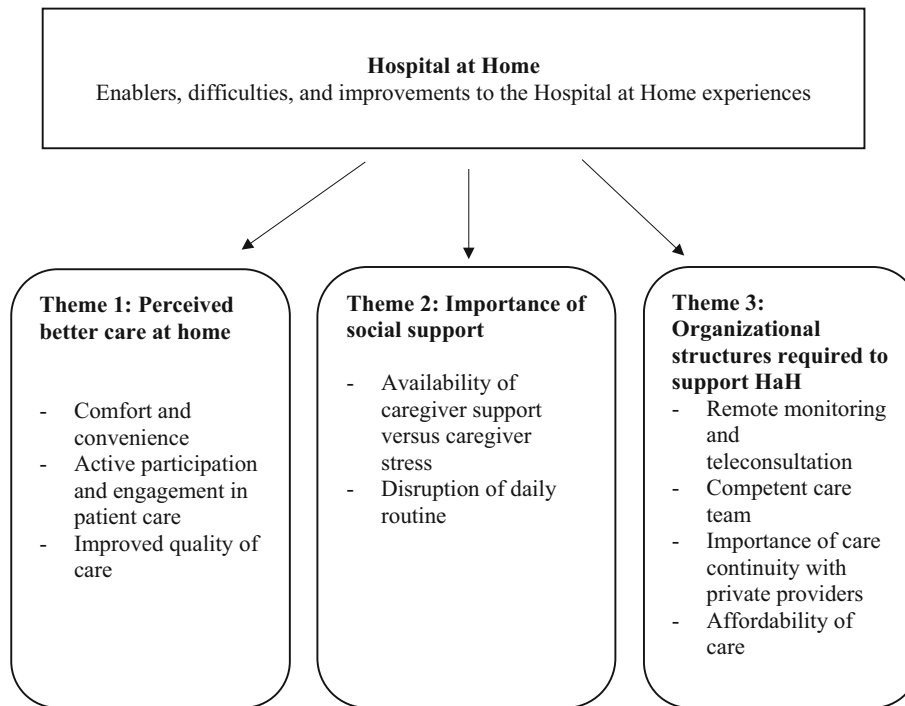 Hospital at Home
Enablers, difficulties, and improvements to the Hospital at Home experiences
Theme 1: Perceived
better care at home
- Comfort and
convenience
- Active participation
and engagement in
patient care
- Improved quality of
care
Theme 2: Importance of
social support
- Availability of
caregiver support
versus caregiver
stress
- Disruption of daily
routine
Theme 3:
Organizational
structures required to
support HaH
- Remote monitoring
and
teleconsultation
- Competent care
team
- Importance of care
continuity with
private providers
- Affordability of
care